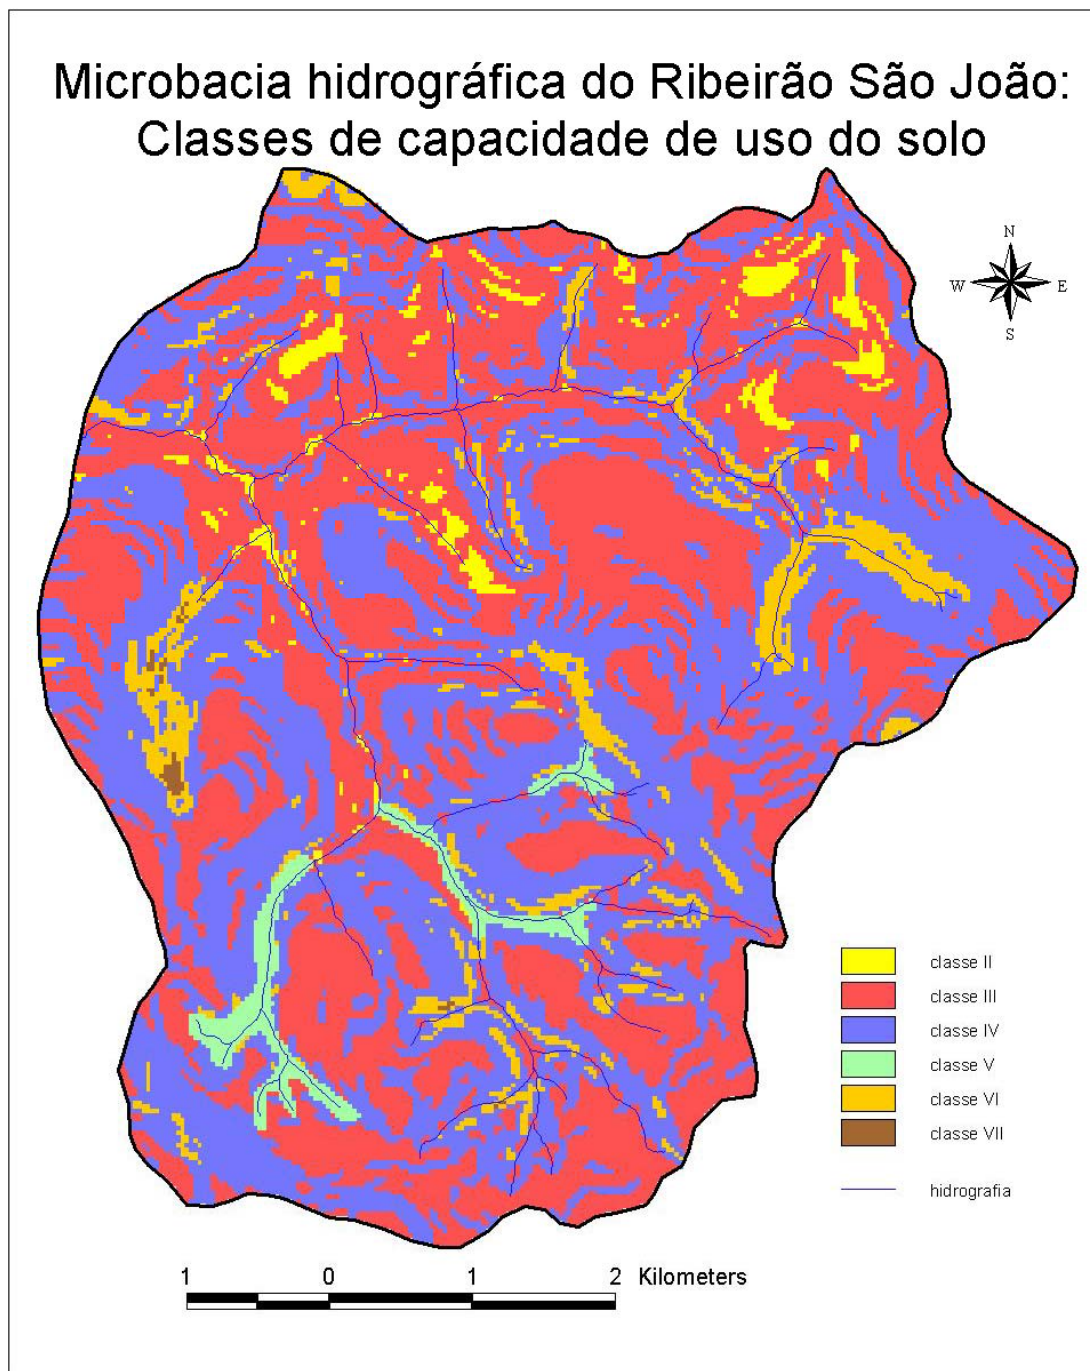 Microbacia hidrográfica do Ribeirão São João:
Classes de capacidade de uso do solo
N
W E
S
classe II
classe III
classe IV
classe V
classe VI
classe VII
hidrografia
1 0 1 2 Kilometers